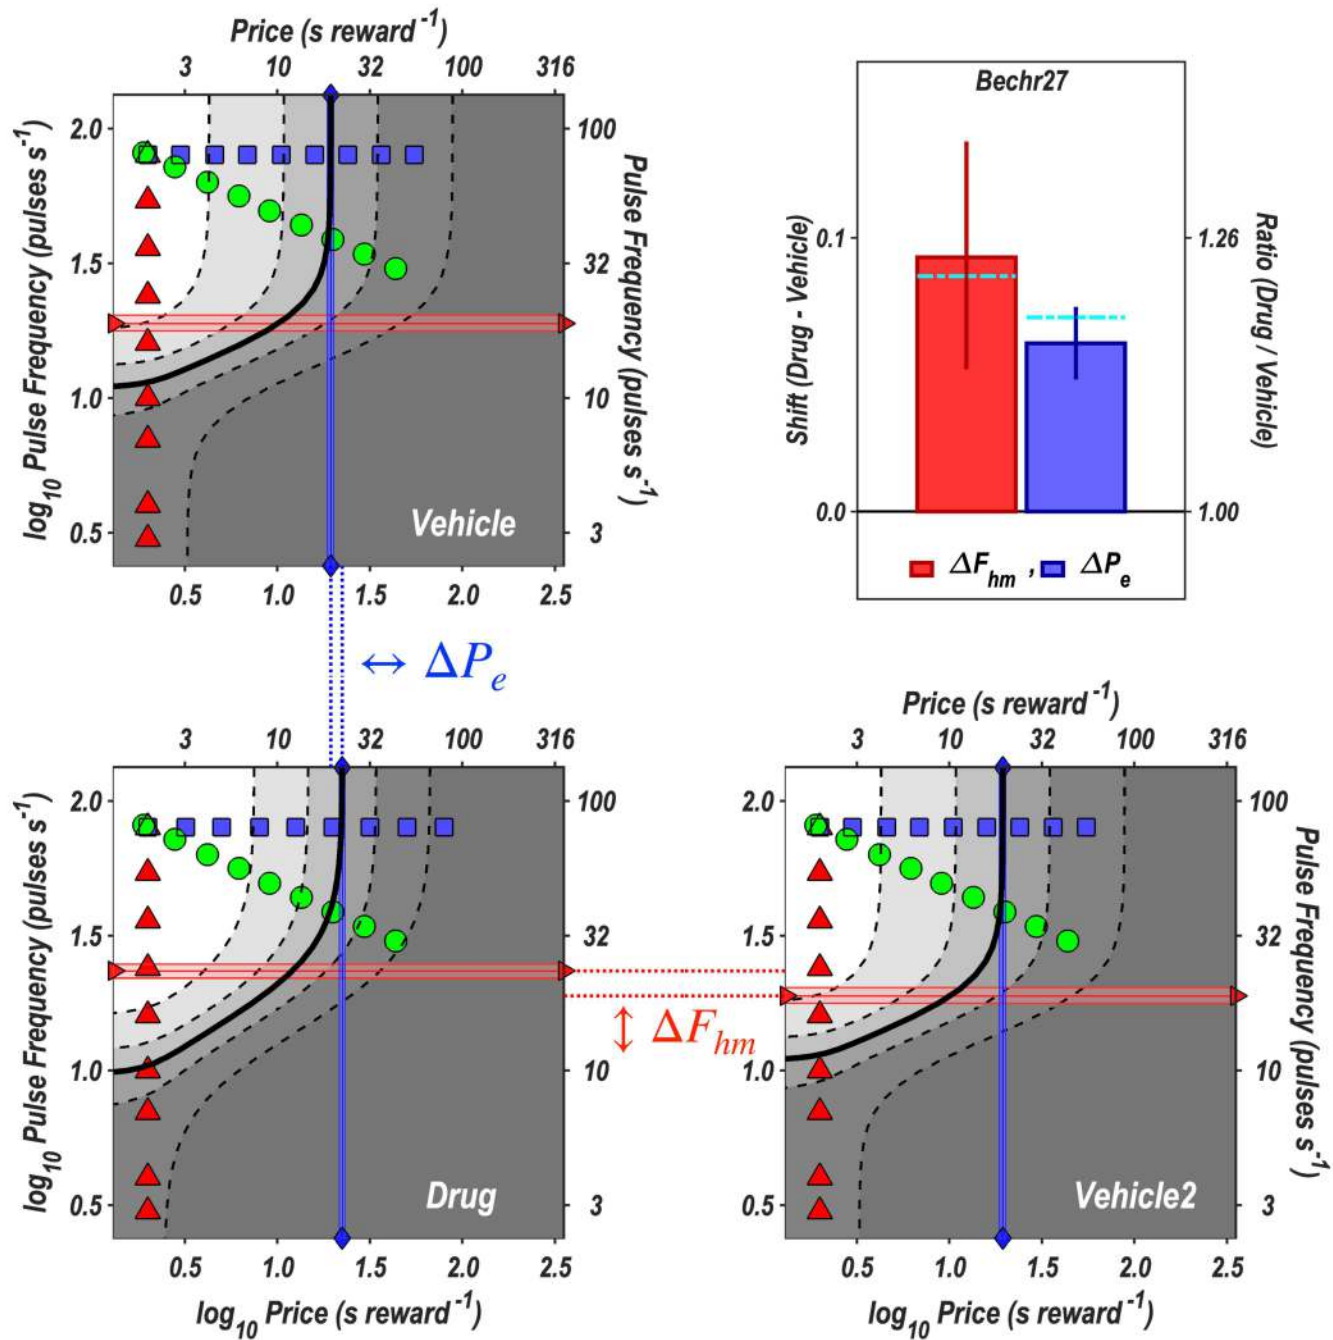 Price (s reward⁻¹)
3 10 32 100 316
log₁₀ Pulse Frequency (pulses s⁻¹)
2.0
1.5
1.0
0.5
100
32
10
3
Pulse Frequency (pulses s⁻¹)
Vehicle
0.5 1.0 1.5 2.0 2.5
Bechr27
Shift (Drug - Vehicle)
0.1
0.0
1.26
1.00
Ratio (Drug / Vehicle)
ΔF_hm , ΔP_e
↔ ΔP_e
3 10 32 100 316
log₁₀ Pulse Frequency (pulses s⁻¹)
2.0
1.5
1.0
0.5
100
32
10
3
Drug
0.5 1.0 1.5 2.0 2.5
log₁₀ Price (s reward⁻¹)
↕ ΔF_hm
Price (s reward⁻¹)
3 10 32 100 316
2.0
1.5
1.0
0.5
100
32
10
3
Pulse Frequency (pulses s⁻¹)
Vehicle2
0.5 1.0 1.5 2.0 2.5
log₁₀ Price (s reward⁻¹)